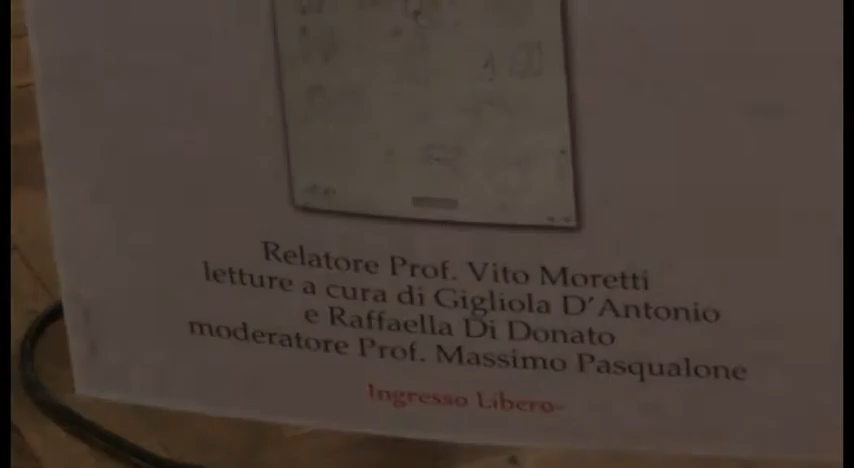 Relatore Prof. Vito Moretti
letture a cura di Gigliola D'Antonio
e Raffaella Di Donato
moderatore Prof. Massimo Pasqualone
Ingresso Libero-